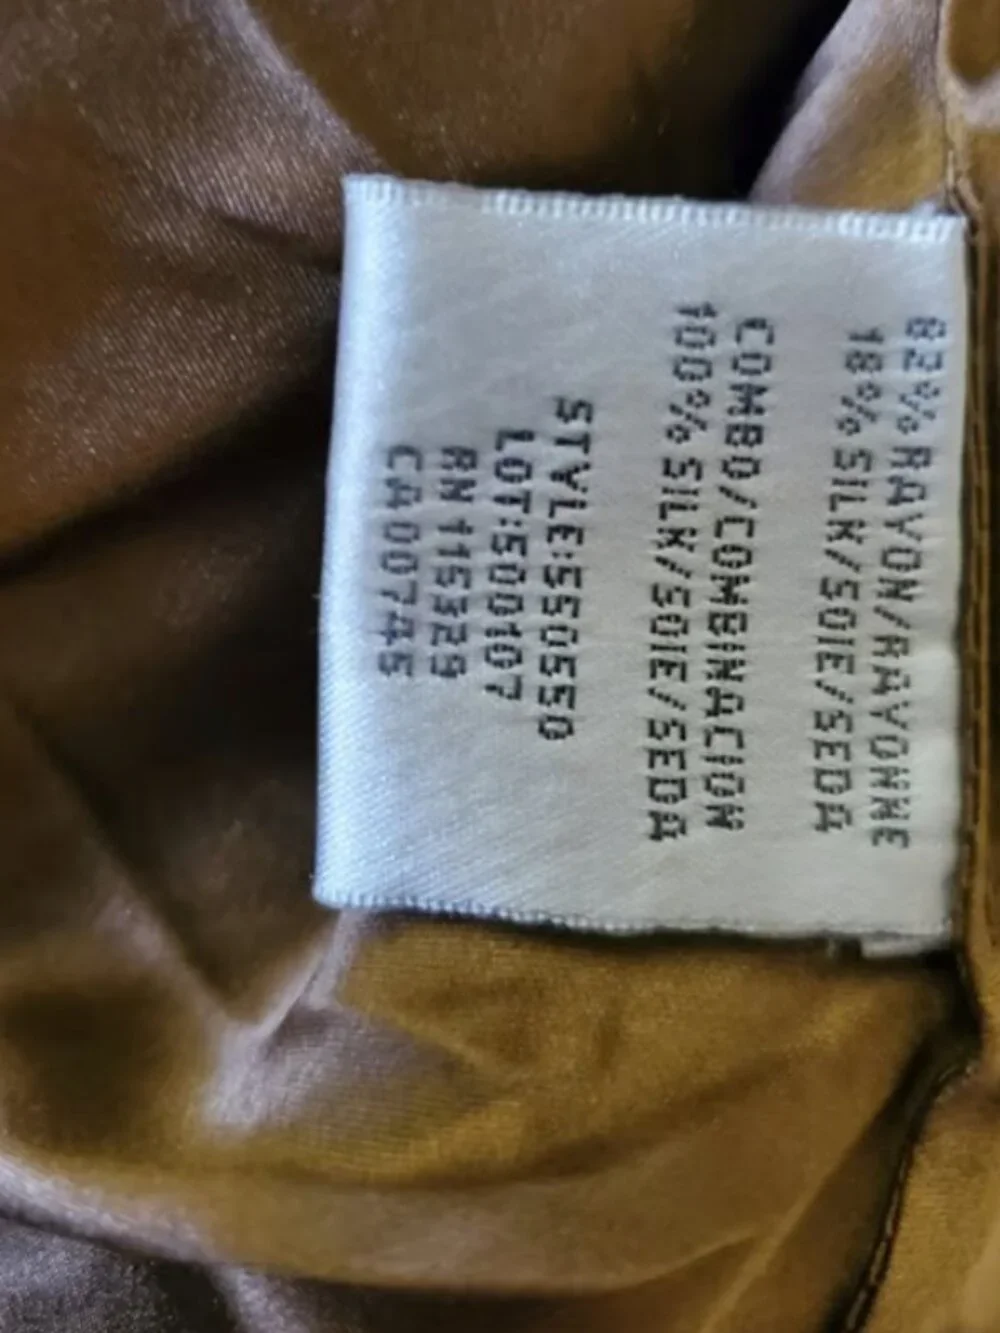 82% RAYON/RAYONNE
18% SILK/SOIE/SEDA
COMBO/COMBINACION
100% SILK/SOIE/SEDA
STYLE:5505550
LOT:500107
RN 115329
CA 00745